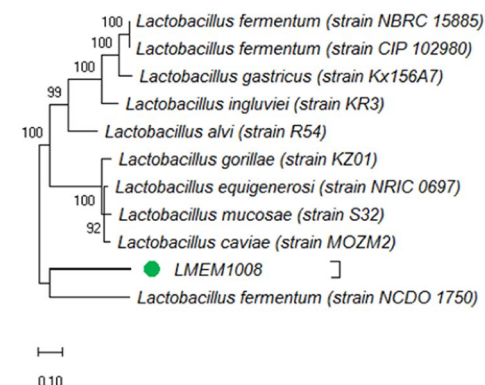 100 Lactobacillus fermentum (strain NBRC 15885)
100 Lactobacillus fermentum (strain CIP 102980)
100 Lactobacillus gastricus (strain Kx156A7)
99 Lactobacillus ingluviei (strain KR3)
100 Lactobacillus alvi (strain R54)
Lactobacillus gorillae (strain KZ01)
100 Lactobacillus equigenerosi (strain NRIC 0697)
Lactobacillus mucosae (strain S32)
92 Lactobacillus caviae (strain MOZM2)
LMEM1008
Lactobacillus fermentum (strain NCDO 1750)
0.10